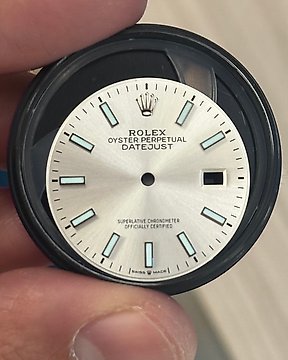 ROLEX
OYSTER PERPETUAL
DATEJUST
SUPERLATIVE CHRONOMETER
OFFICIALLY CERTIFIED
SWISS MADE